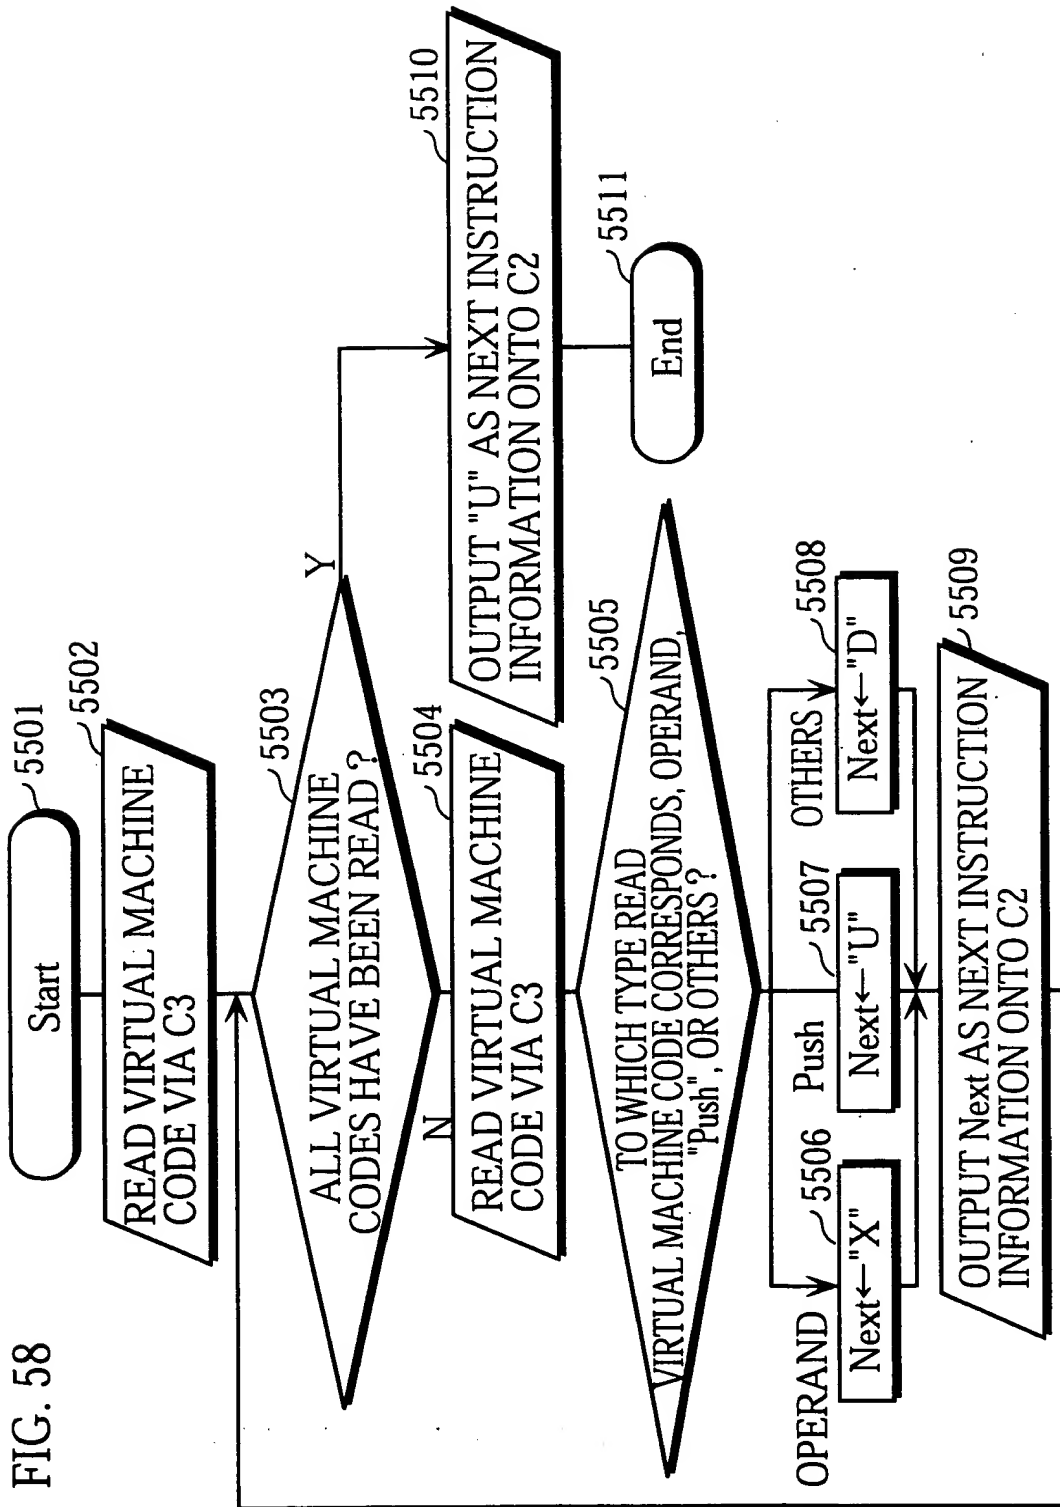 FIG. 58
Start
5501
READ VIRTUAL MACHINE
CODE VIA C3
5502
ALL VIRTUAL MACHINE
CODES HAVE BEEN READ ?
5503
Y
N
OUTPUT "U" AS NEXT INSTRUCTION
INFORMATION ONTO C2
5510
End
5511
READ VIRTUAL MACHINE
CODE VIA C3
5504
TO WHICH TYPE READ
VIRTUAL MACHINE CODE CORRESPONDS, OPERAND,
"Push", OR OTHERS ?
5505
OPERAND
5506
Next←"X"
Push
5507
Next←"U"
OTHERS
5508
Next←"D"
OUTPUT Next AS NEXT INSTRUCTION
INFORMATION ONTO C2
5509